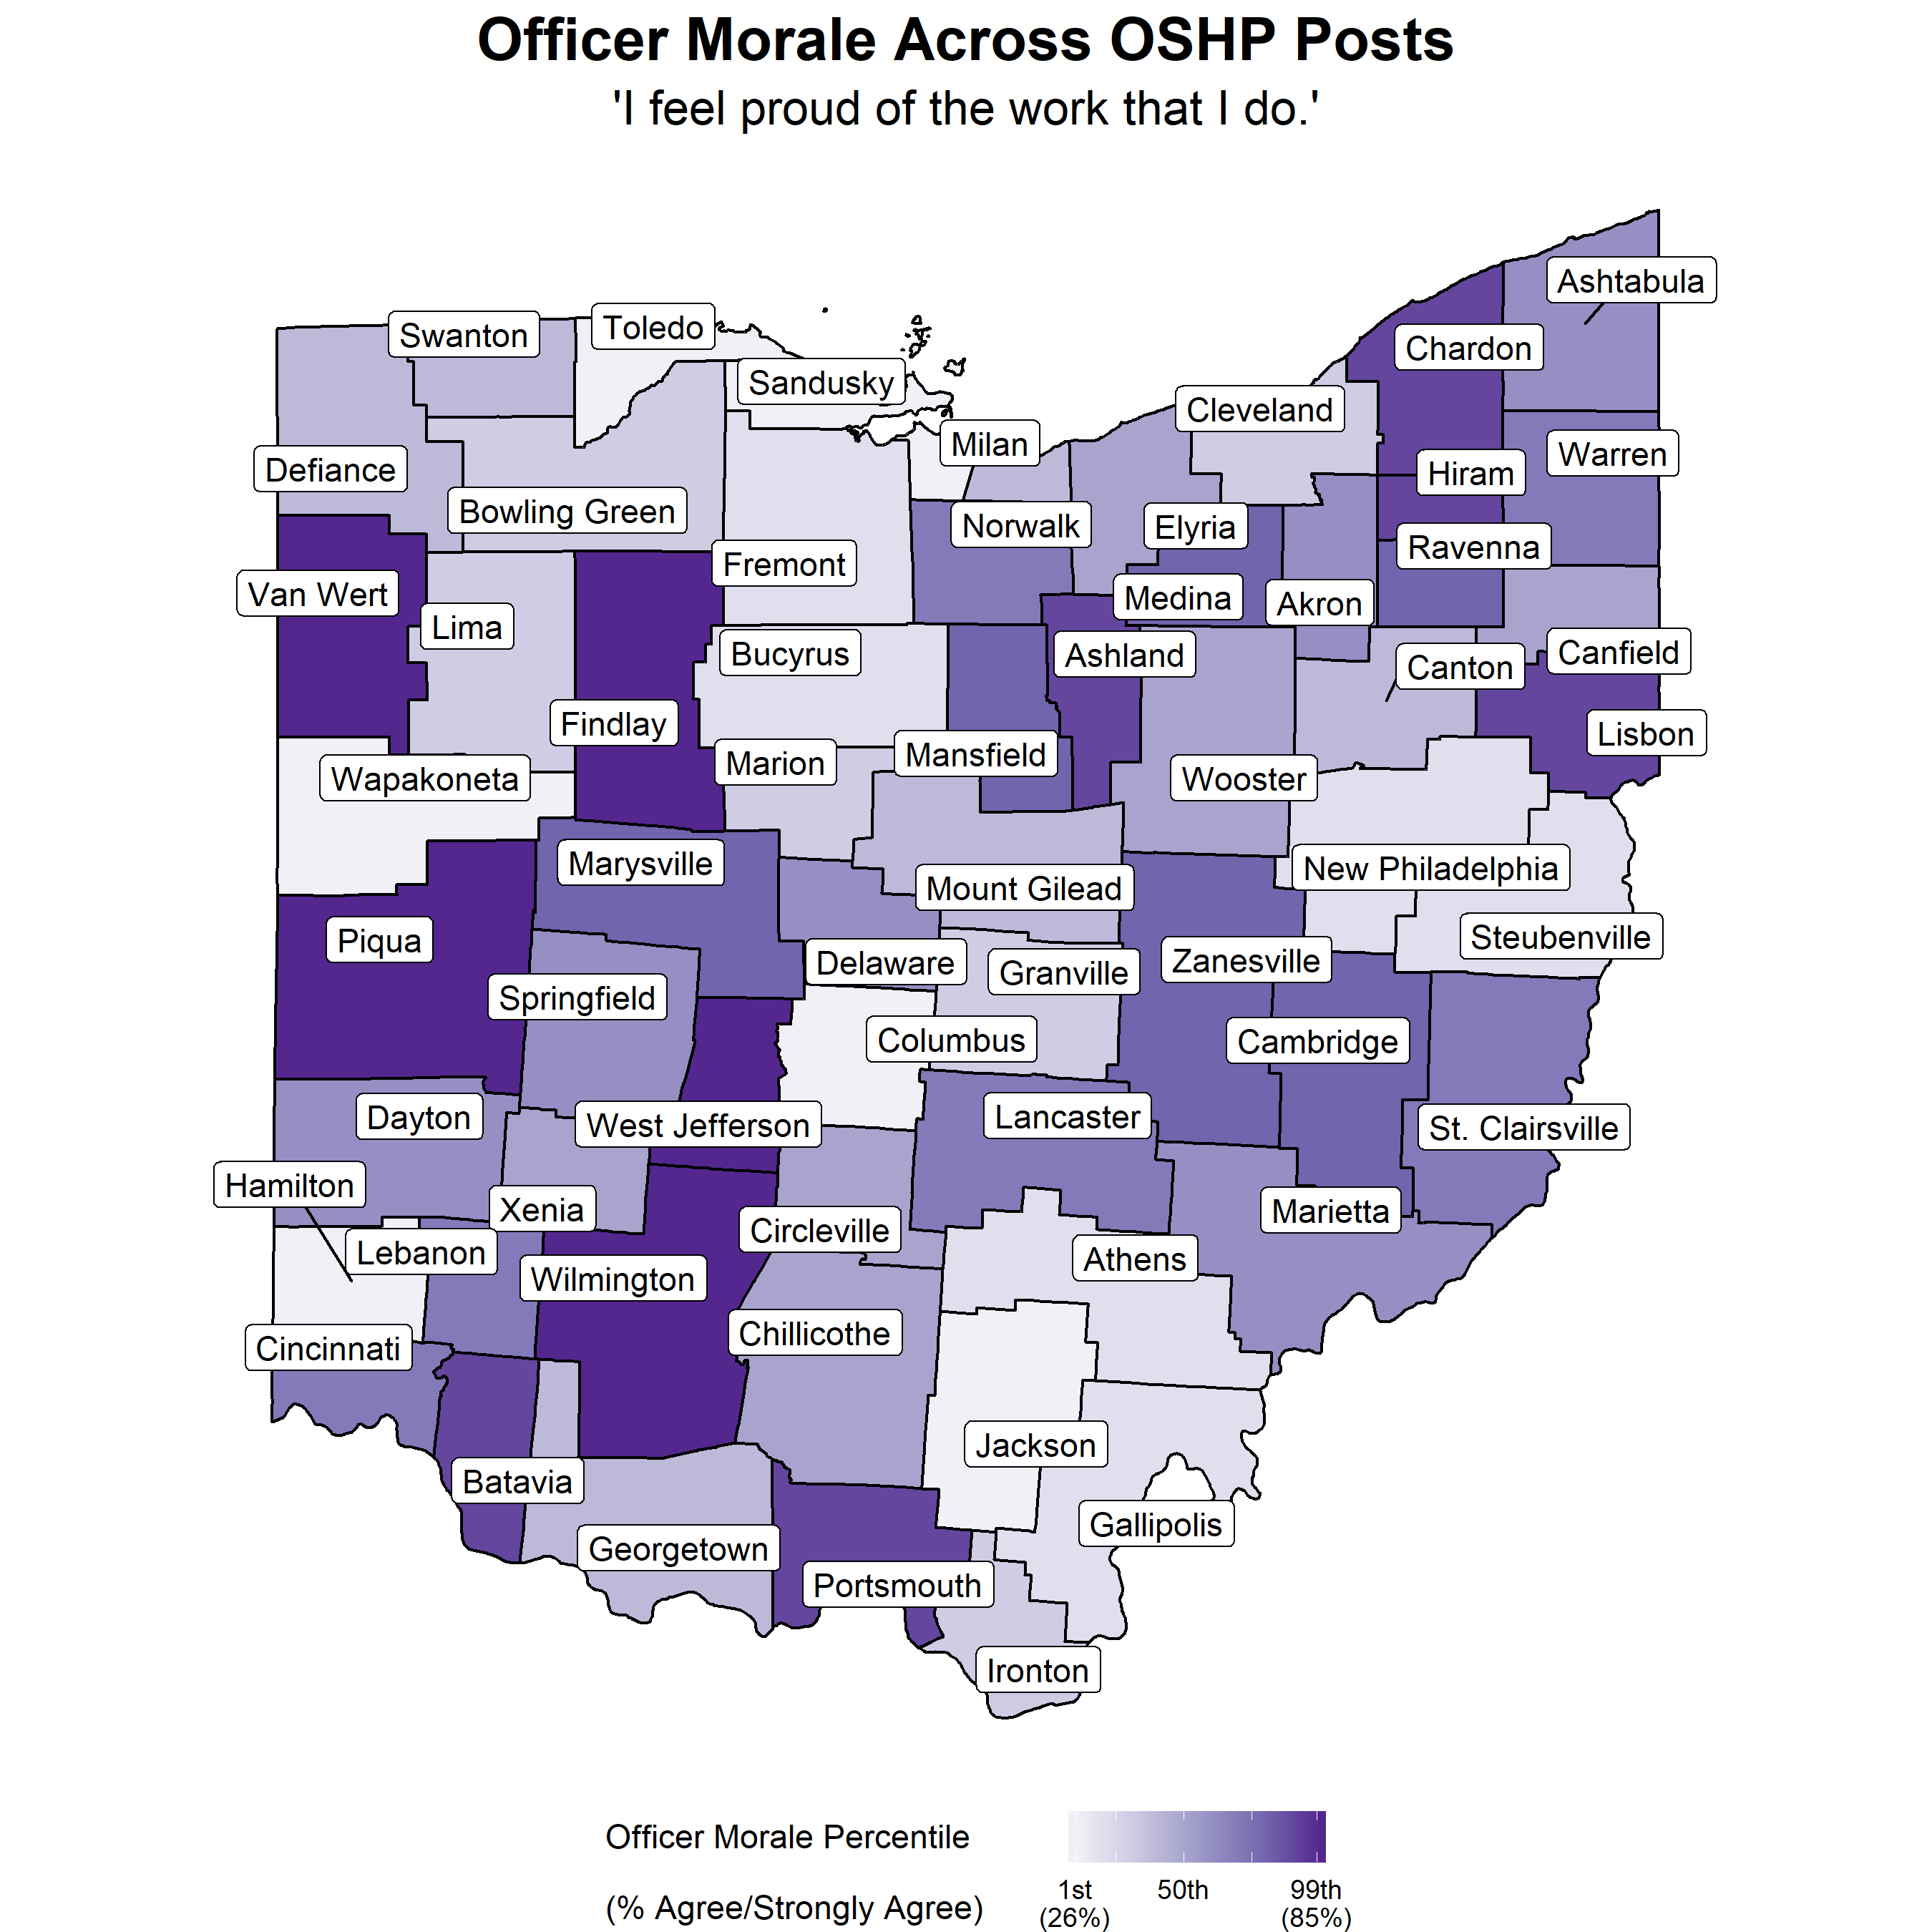 Officer Morale Across OSHP Posts
'I feel proud of the work that I do.'
Ashtabula
Swanton
Toledo
Chardon
Sandusky
Cleveland
Milan
Warren
Defiance
Hiram
Bowling Green
Norwalk
Elyria
Ravenna
Fremont
Van Wert
Medina
Akron
Lima
Bucyrus
Ashland
Canfield
Canton
Findlay
Lisbon
Mansfield
Marion
Wapakoneta
Wooster
Marysville
New Philadelphia
Mount Gilead
Steubenville
Piqua
Zanesville
Delaware
Granville
Springfield
Columbus
Cambridge
Lancaster
Dayton
West Jefferson
St. Clairsville
Hamilton
Xenia
Marietta
Circleville
Lebanon
Athens
Wilmington
Chillicothe
Cincinnati
Jackson
Batavia
Gallipolis
Georgetown
Portsmouth
Ironton
Officer Morale Percentile
(% Agree/Strongly Agree)
1st 50th 99th
(26%) (85%)